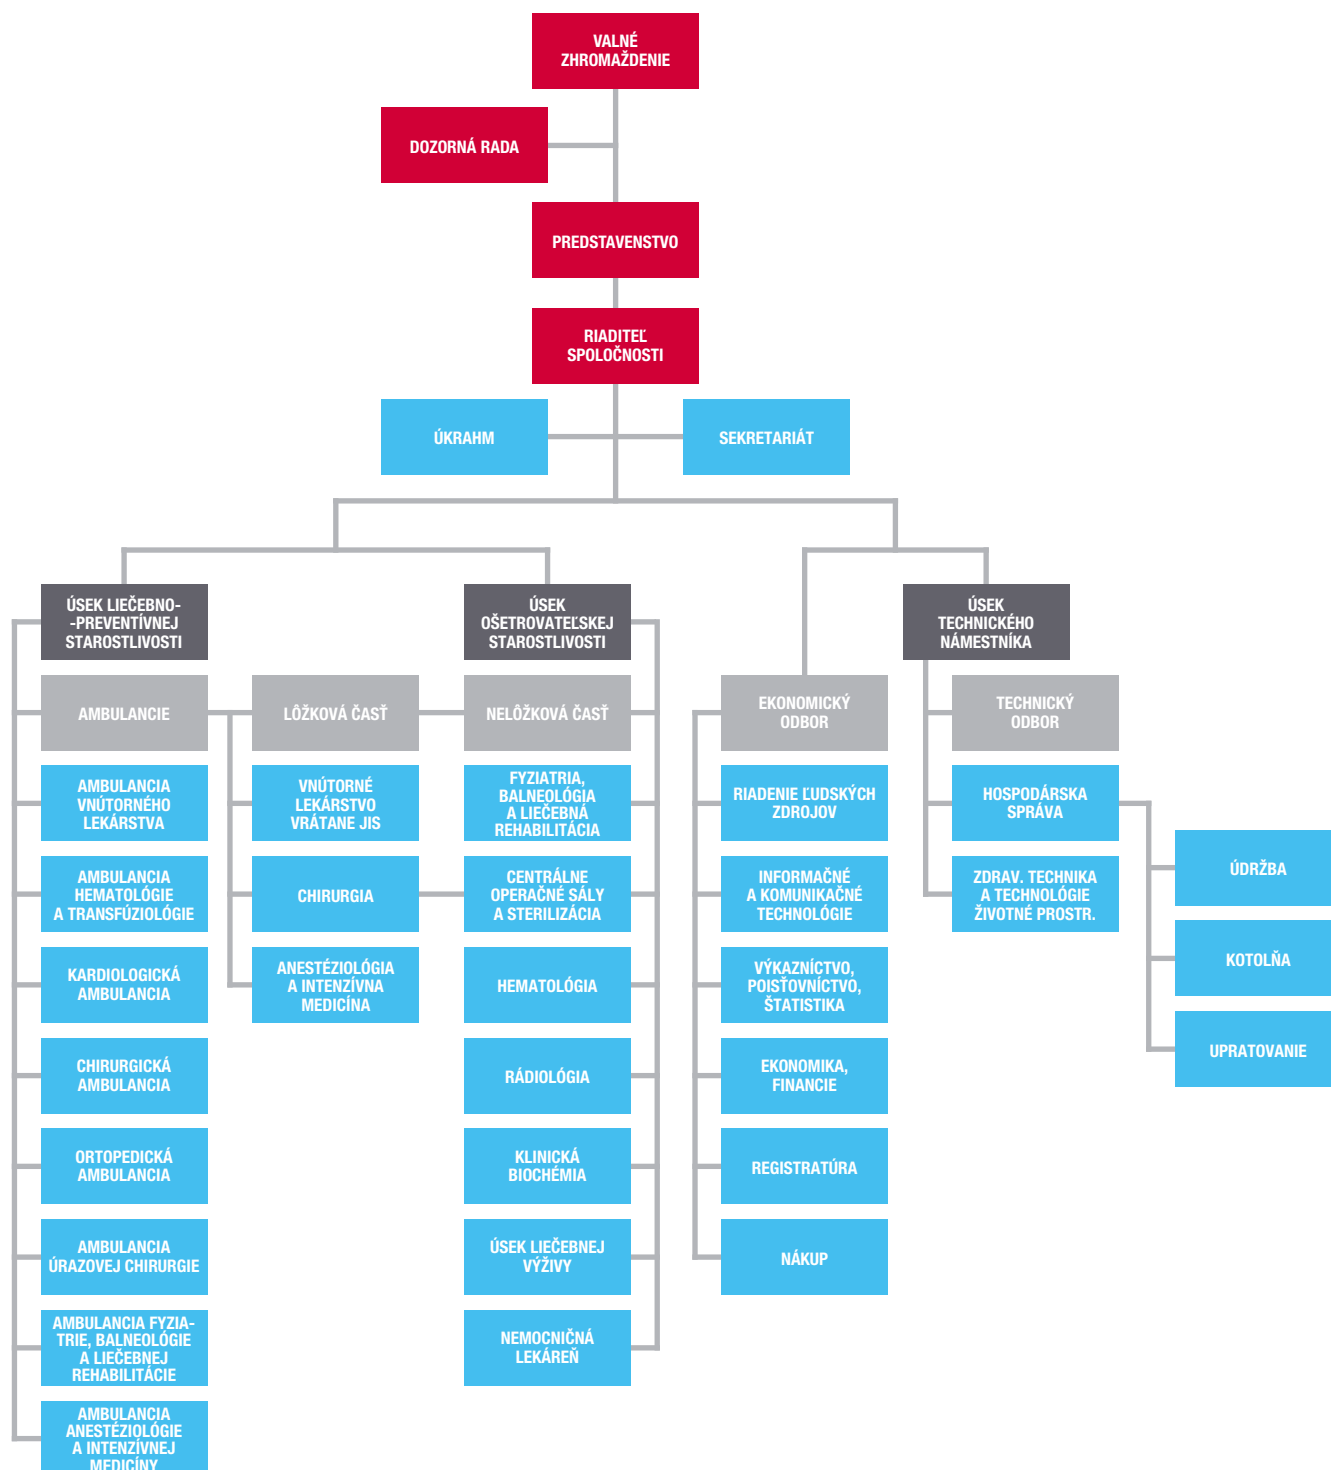 VALNÉ
ZHROMAŽDENIE
DOZORNÁ RADA
PREDSTAVENSTVO
RIADITEĽ
SPOLOČNOSTI
ÚKRAHM
SEKRETARIÁT
ÚSEK LIEČEBNO-
-PREVENTÍVNEJ
STAROSTLIVOSTI
ÚSEK
OŠETROVATEĽSKEJ
STAROSTLIVOSTI
ÚSEK
TECHNICKÉHO
NÁMESTNÍKA
AMBULANCIE
LÔŽKOVÁ ČASŤ
NELÔŽKOVÁ ČASŤ
EKONOMICKÝ
ODBOR
TECHNICKÝ
ODBOR
AMBULANCIA
VNÚTORNÉHO
LEKÁRSTVA
VNÚTORNÉ
LEKÁRSTVO
VRÁTANE JIS
FYZIATRIA,
BALNEOLÓGIA
A LIEČEBNÁ
REHABILITÁCIA
RIADENIE ĽUDSKÝCH
ZDROJOV
HOSPODÁRSKA
SPRÁVA
AMBULANCIA
HEMATOLÓGIE
A TRANSFÚZIOLÓGIE
CHIRURGIA
CENTRÁLNE
OPERAČNÉ SÁLY
A STERILIZÁCIA
INFORMAČNÉ
A KOMUNIKAČNÉ
TECHNOLÓGIE
ZDRAV. TECHNIKA
A TECHNOLÓGIE
ŽIVOTNÉ PROSTR.
ÚDRŽBA
KARDIOLOGICKÁ
AMBULANCIA
ANESTÉZIOLÓGIA
A INTENZÍVNA
MEDICÍNA
HEMATOLÓGIA
VÝKAZNÍCTVO,
POISŤOVNÍCTVO,
ŠTATISTIKA
KOTOLŇA
CHIRURGICKÁ
AMBULANCIA
RÁDIOLÓGIA
EKONOMIKA,
FINANCIE
UPRATOVANIE
ORTOPEDICKÁ
AMBULANCIA
KLINICKÁ
BIOCHÉMIA
REGISTRATÚRA
AMBULANCIA
ÚRAZOVEJ CHIRURGIE
ÚSEK LIEČEBNEJ
VÝŽIVY
NÁKUP
AMBULANCIA FYZIA-
TRIE, BALNEOLÓGIE
A LIEČEBNEJ
REHABILITÁCIE
NEMOCNIČNÁ
LEKÁREŇ
AMBULANCIA
ANESTÉZIOLÓGIE
A INTENZÍVNEJ
MEDICÍNY